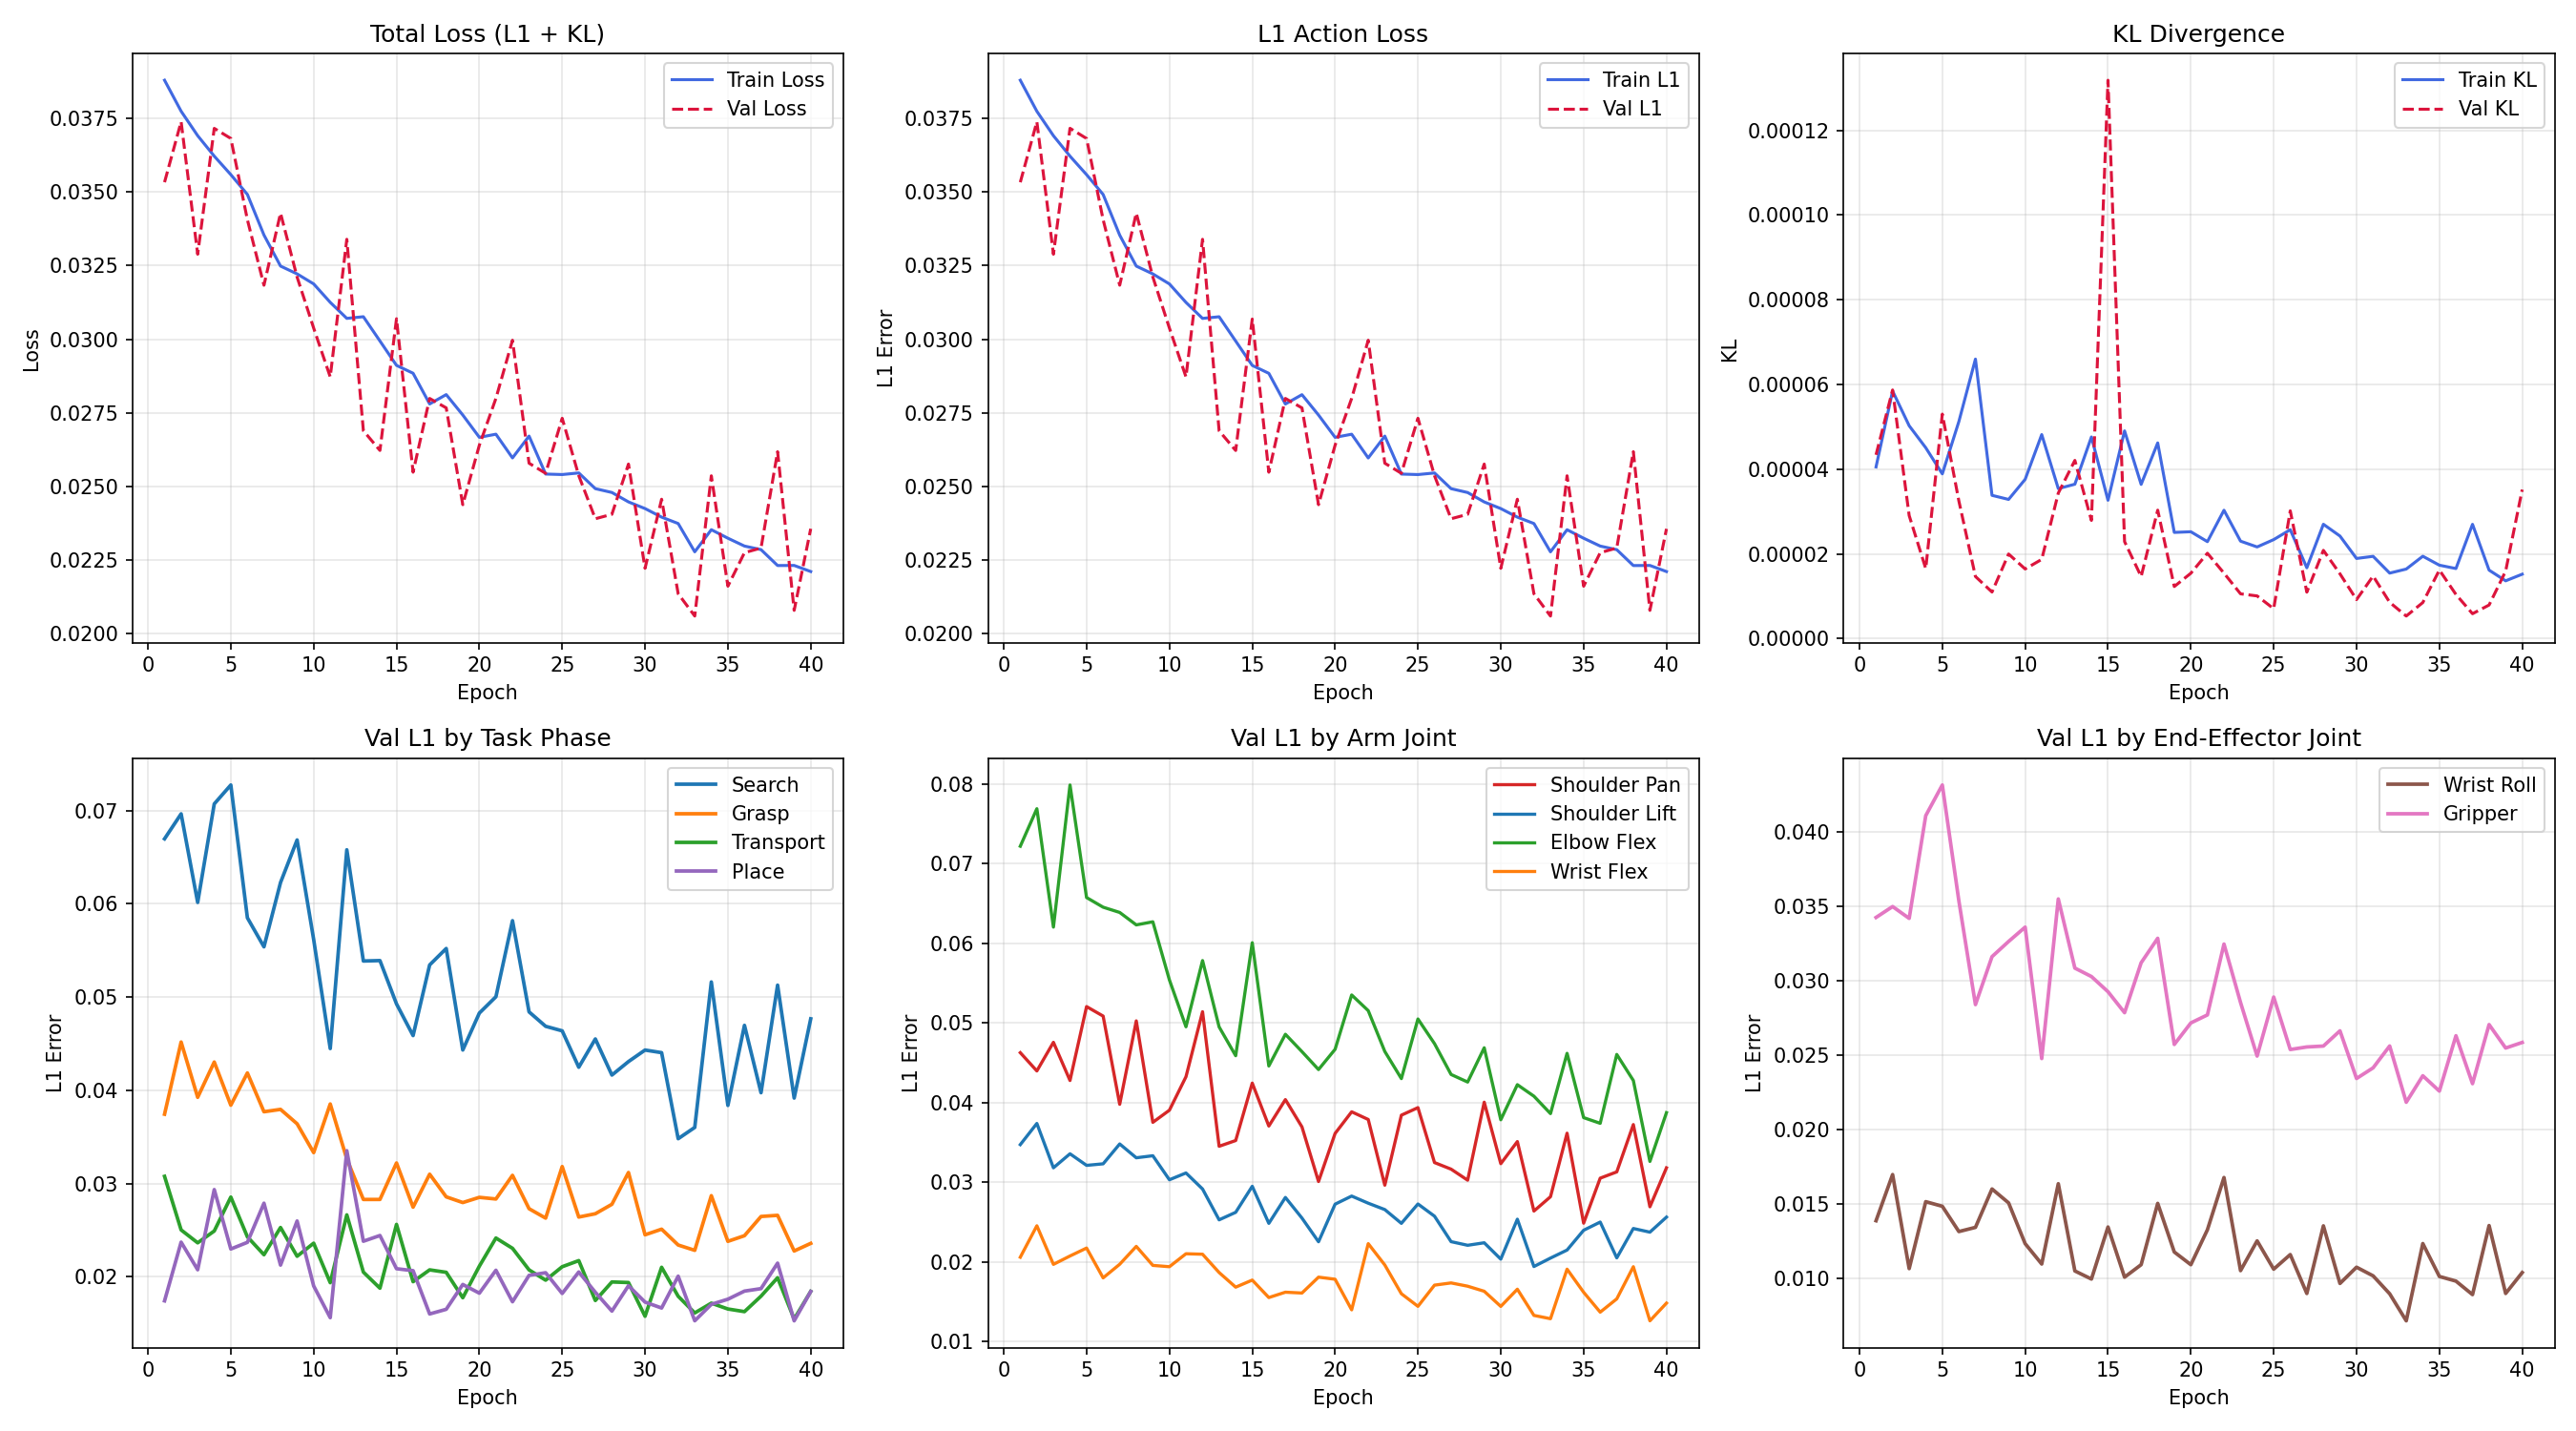 Total Loss (L1 + KL)
Train Loss
Val Loss
0.0375
0.0350
0.0325
0.0300
0.0275
0.0250
0.0225
0.0200
Loss
0 5 10 15 20 25 30 35 40
Epoch
L1 Action Loss
Train L1
Val L1
0.0375
0.0350
0.0325
0.0300
0.0275
0.0250
0.0225
0.0200
L1 Error
0 5 10 15 20 25 30 35 40
Epoch
KL Divergence
Train KL
Val KL
0.00012
0.00010
0.00008
0.00006
0.00004
0.00002
0.00000
KL
0 5 10 15 20 25 30 35 40
Epoch
Val L1 by Task Phase
Search
Grasp
Transport
Place
0.07
0.06
0.05
0.04
0.03
0.02
L1 Error
0 5 10 15 20 25 30 35 40
Epoch
Val L1 by Arm Joint
Shoulder Pan
Shoulder Lift
Elbow Flex
Wrist Flex
0.08
0.07
0.06
0.05
0.04
0.03
0.02
0.01
L1 Error
0 5 10 15 20 25 30 35 40
Epoch
Val L1 by End-Effector Joint
Wrist Roll
Gripper
0.040
0.035
0.030
0.025
0.020
0.015
0.010
L1 Error
0 5 10 15 20 25 30 35 40
Epoch